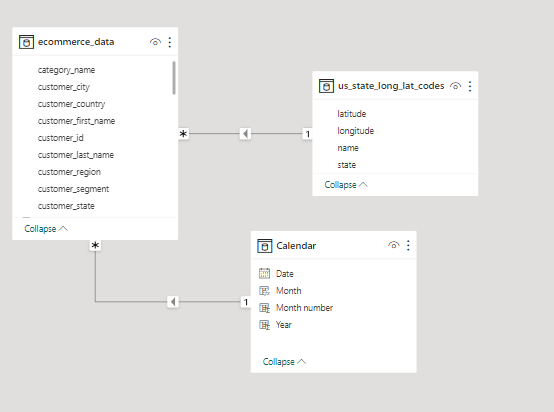 ecommerce_data
category_name
customer_city
customer_country
customer_first_name
customer_id
customer_last_name
customer_region
customer_segment
customer_state
Collapse
*
1
us_state_long_lat_codes
latitude
longitude
name
state
Collapse
*
1
Calendar
Date
Month
Month number
Year
Collapse